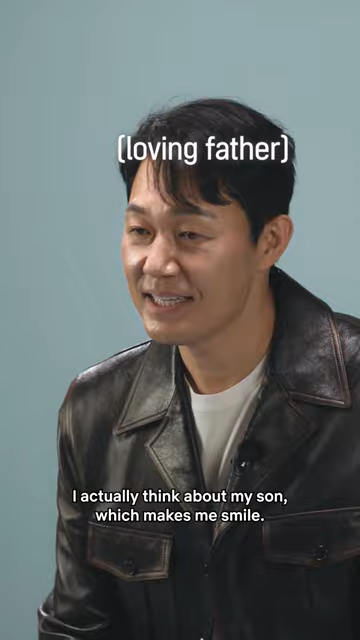 (loving father)
I actually think about my son,
which makes me smile.